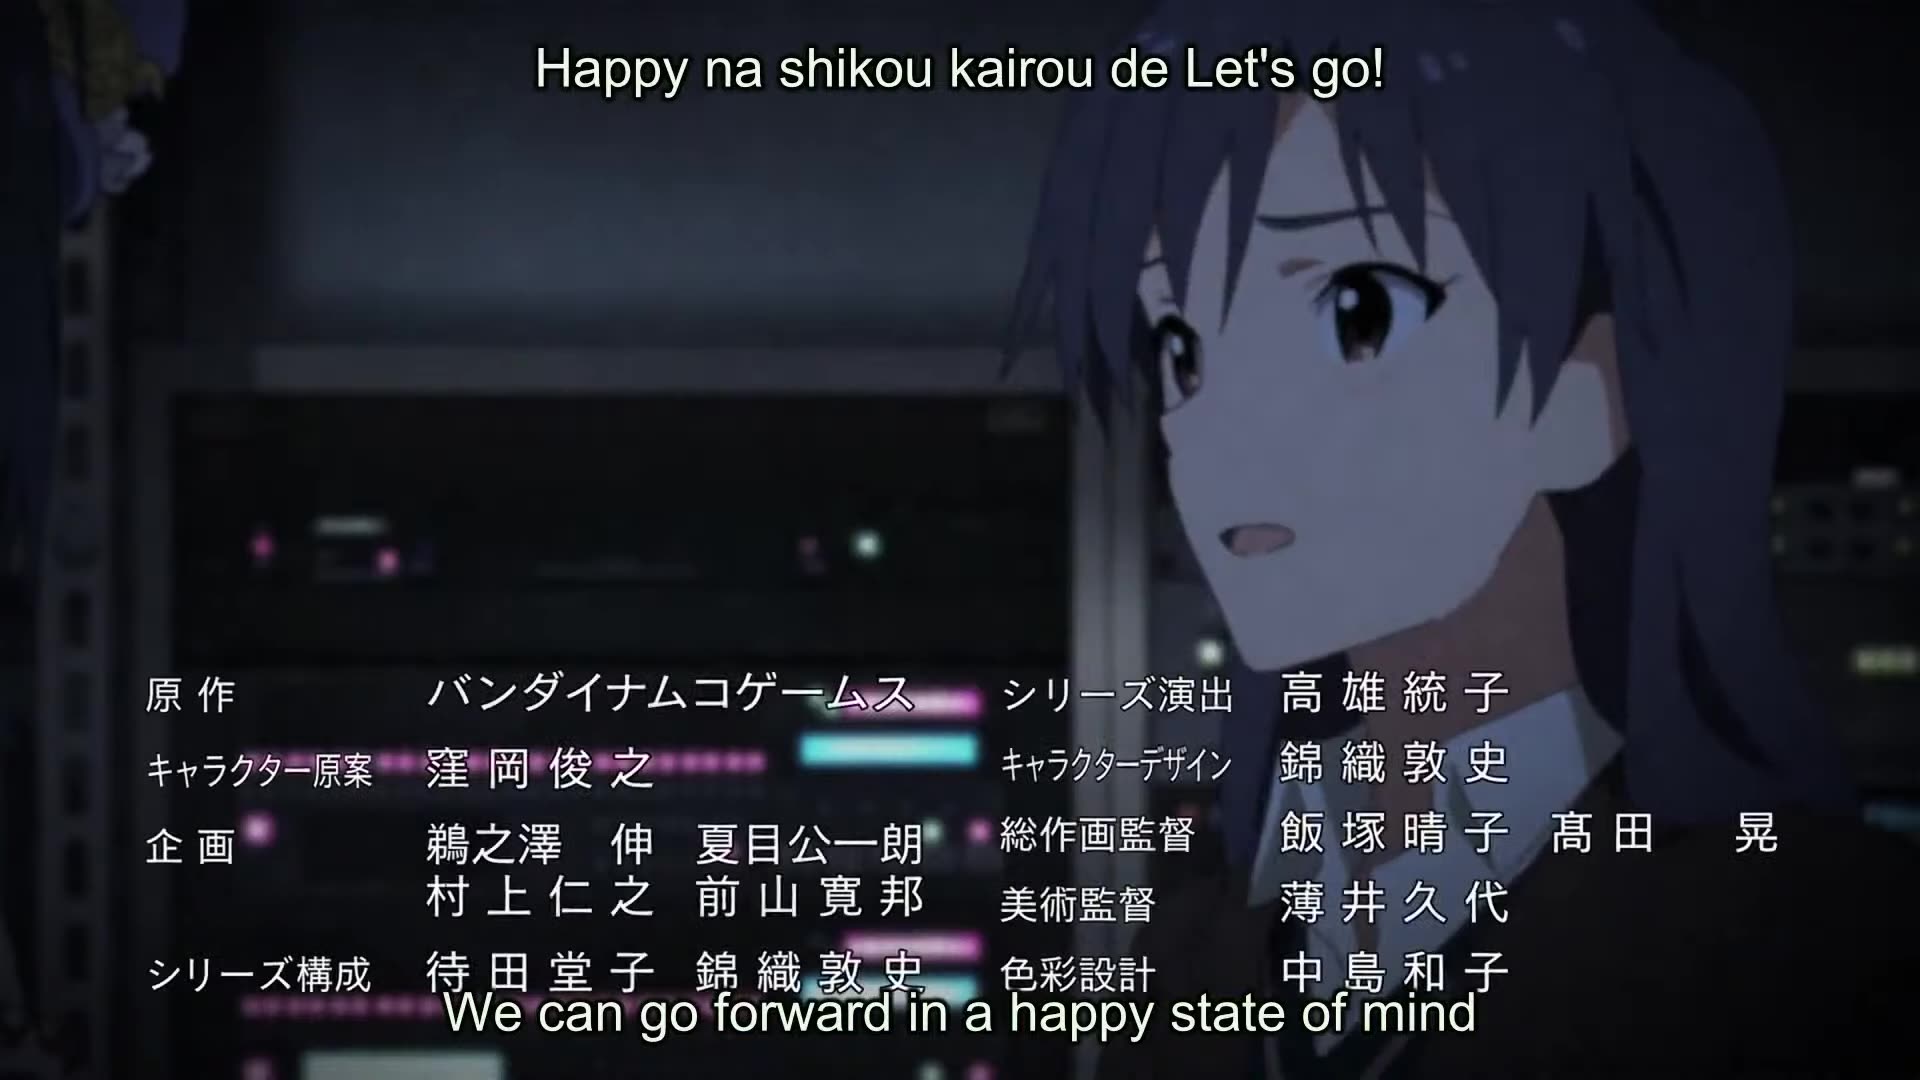 Happy na shikou kairou de Let's go!
原作 バンダイナムコゲームス
キャラクター原案 窪岡俊之
企画 鵜之澤 伸 夏目公一朗
村上仁之 前山寛邦
シリーズ構成 待田堂子 錦織敦史
シリーズ演出 高雄統子
キャラクターデザイン 錦織敦史
総作画監督 飯塚晴子 髙田 晃
美術監督 薄井久代
色彩設計 中島和子
We can go forward in a happy state of mind